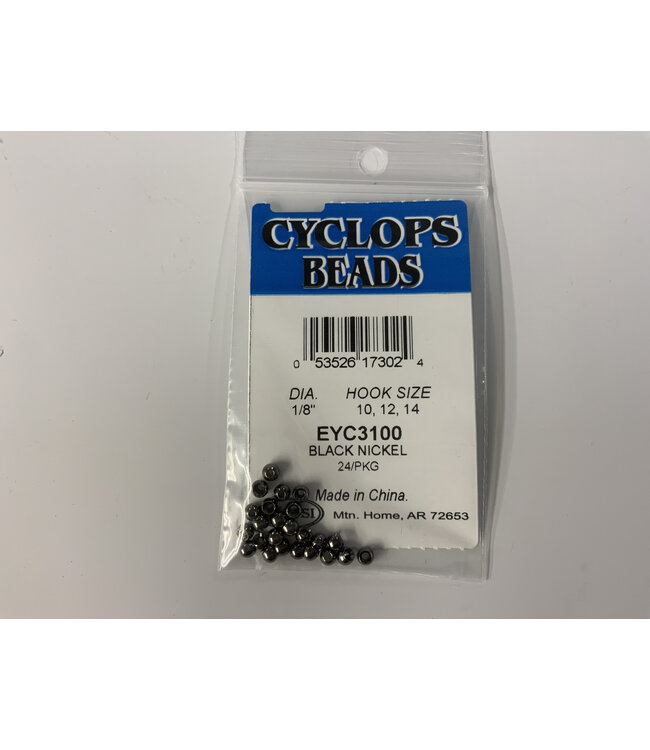 CYCLOPS
BEADS
0 53526 17302 4
DIA. HOOK SIZE
1/8" 10, 12, 14
EYC3100
BLACK NICKEL
24/PKG
Made in China.
Mtn. Home, AR 72653